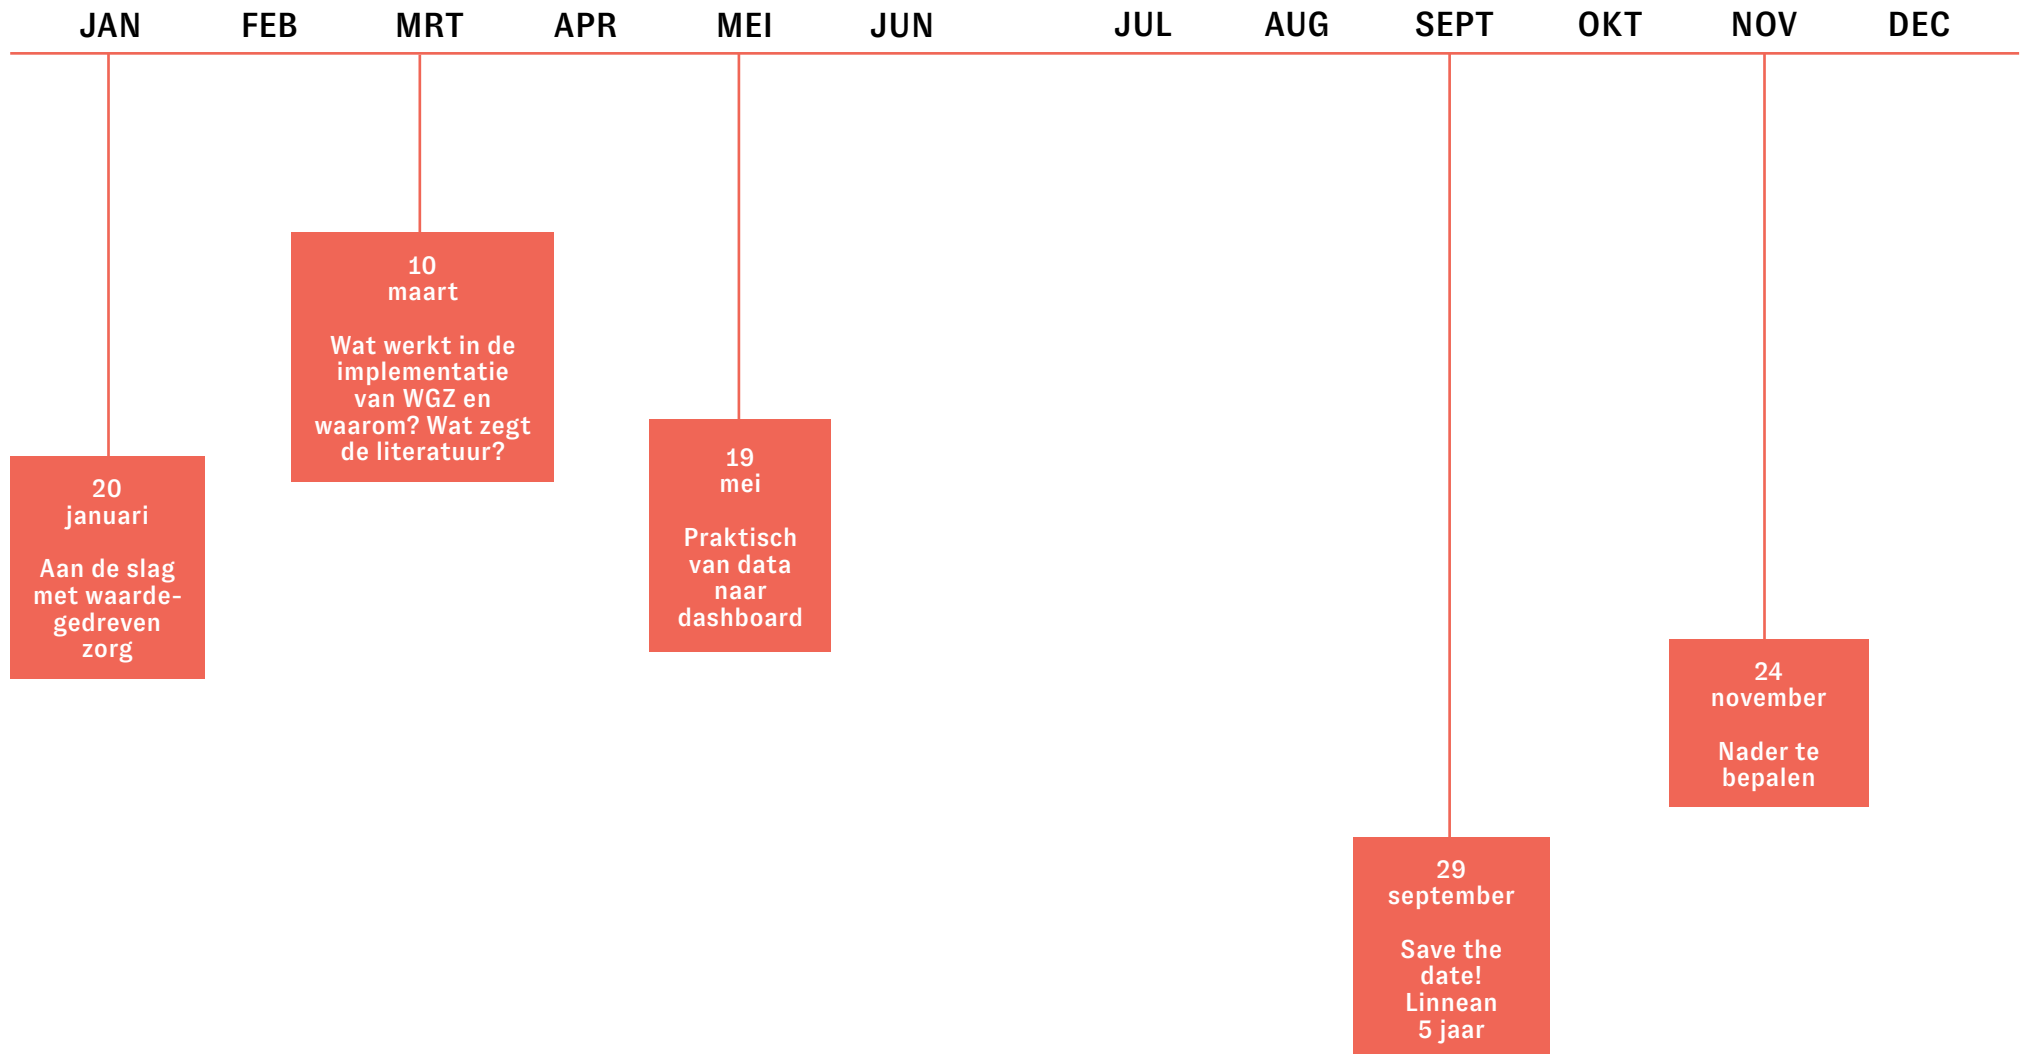 JAN FEB MRT APR MEI JUN JUL AUG SEPT OKT NOV DEC
20
januari
Aan de slag
met waarde-
gedreven
zorg
10
maart
Wat werkt in de
implementatie
van WGZ en
waarom? Wat zegt
de literatuur?
19
mei
Praktisch
van data
naar
dashboard
29
september
Save the
date!
Linnean
5 jaar
24
november
Nader te
bepalen